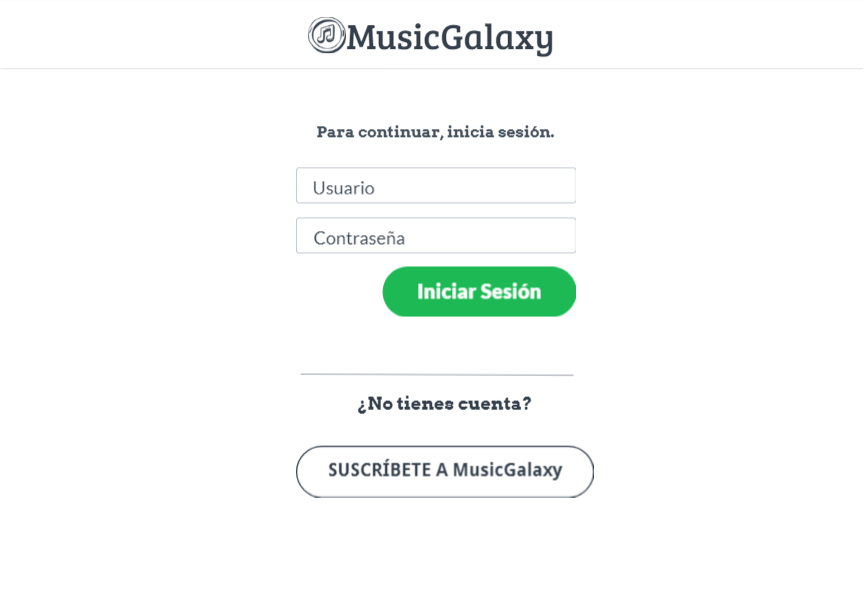 MusicGalaxy
Para continuar, inicia sesión.
Usuario
Contraseña
Iniciar Sesión
¿No tienes cuenta?
SUSCRÍBETE A MusicGalaxy